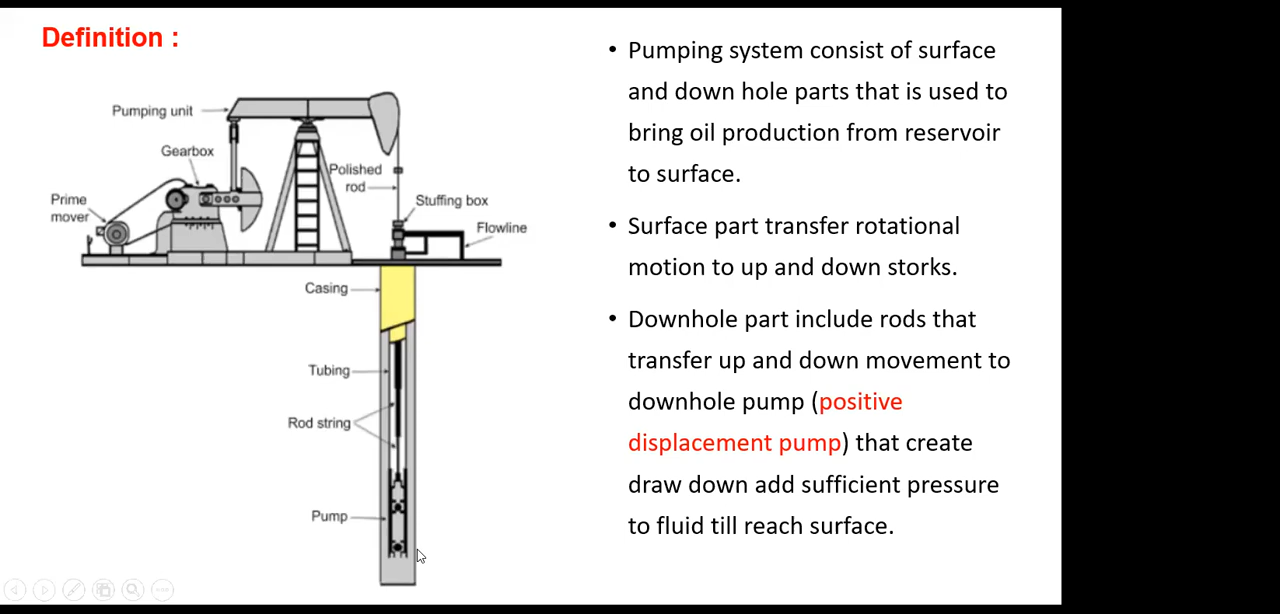 Definition :
Pumping unit
Gearbox
Prime
mover
Polished
rod
Stuffing box
Flowline
Casing
Tubing
Rod string
Pump
• Pumping system consist of surface
and down hole parts that is used to
bring oil production from reservoir
to surface.
• Surface part transfer rotational
motion to up and down storks.
• Downhole part include rods that
transfer up and down movement to
downhole pump (positive
displacement pump) that create
draw down add sufficient pressure
to fluid till reach surface.